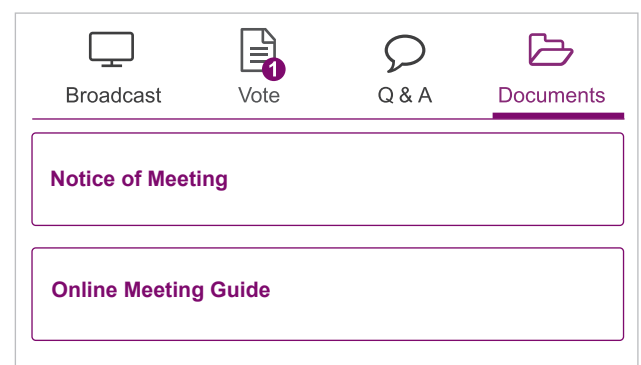 1
Broadcast Vote Q & A Documents
Notice of Meeting
Online Meeting Guide